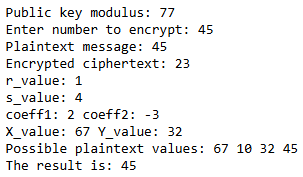 Public key modulus: 77
Enter number to encrypt: 45
Plaintext message: 45
Encrypted ciphertext: 23
r_value: 1
s_value: 4
coeff1: 2 coeff2: -3
X_value: 67 Y_value: 32
Possible plaintext values: 67 10 32 45
The result is: 45